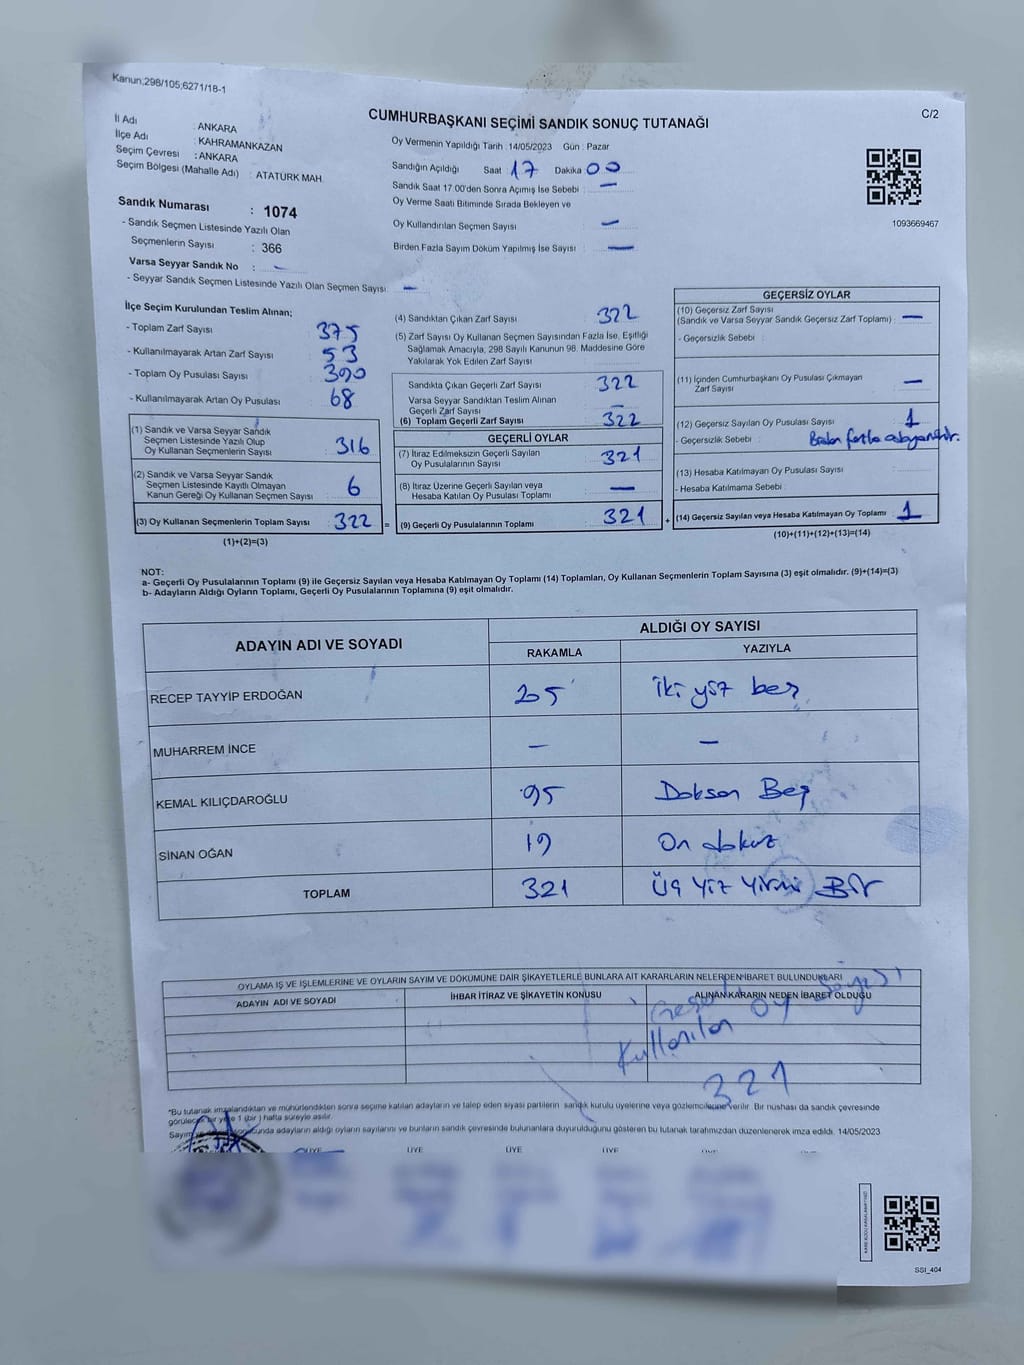 Kanun;298/105,6271/18-1
C/2
CUMHURBAŞKANI SEÇİMİ SANDIK SONUÇ TUTANAĞI
İl Adı : ANKARA
İlçe Adı : KAHRAMANKAZAN
Seçim Çevresi : ANKARA
Seçim Bölgesi (Mahalle Adı) : ATATÜRK MAH.
Oy Vermenin Yapıldığı Tarih : 14/05/2023 Gün : Pazar
Sandığın Açıldığı Saat 17 Dakika 00
Sandık Saat 17 00'den Sonra Açılmış İse Sebebi : —
Oy Verme Saati Bitiminde Sırada Bekleyen ve
Oy Kullandırılan Seçmen Sayısı : —
Birden Fazla Sayım Döküm Yapılmış İse Sayısı : —
1093669467
Sandık Numarası : 1074
- Sandık Seçmen Listesinde Yazılı Olan
Seçmenlerin Sayısı : 366
Varsa Seyyar Sandık No : —
- Seyyar Sandık Seçmen Listesinde Yazılı Olan Seçmen Sayısı : —
İlçe Seçim Kurulundan Teslim Alınan;
- Toplam Zarf Sayısı 375
- Kullanılmayarak Artan Zarf Sayısı 53
- Toplam Oy Pusulası Sayısı 390
- Kullanılmayarak Artan Oy Pusulası 68
(1) Sandık ve Varsa Seyyar Sandık
Seçmen Listesinde Yazılı Olup
Oy Kullanan Seçmenlerin Sayısı 316
(2) Sandık ve Varsa Seyyar Sandık
Seçmen Listesinde Kayıtlı Olmayan
Kanun Gereği Oy Kullanan Seçmen Sayısı 6
(3) Oy Kullanan Seçmenlerin Toplam Sayısı 322 =
(1)+(2)=(3)
(4) Sandıktan Çıkan Zarf Sayısı 322
(5) Zarf Sayısı Oy Kullanan Seçmen Sayısından Fazla İse, Eşitliği
Sağlamak Amacıyla, 298 Sayılı Kanunun 98. Maddesine Göre
Yakılarak Yok Edilen Zarf Sayısı
Sandıkta Çıkan Geçerli Zarf Sayısı 322
Varsa Seyyar Sandıktan Teslim Alınan
Geçerli Zarf Sayısı —
(6) Toplam Geçerli Zarf Sayısı 322
GEÇERLİ OYLAR
(7) İtiraz Edilmeksizin Geçerli Sayılan
Oy Pusulalarının Sayısı 321
(8) İtiraz Üzerine Geçerli Sayılan veya
Hesaba Katılan Oy Pusulası Toplamı —
(9) Geçerli Oy Pusulalarının Toplamı 321 +
GEÇERSİZ OYLAR
(10) Geçersiz Zarf Sayısı
(Sandık ve Varsa Seyyar Sandık Geçersiz Zarf Toplamı) : —
- Geçersizlik Sebebi :
(11) İçinden Cumhurbaşkanı Oy Pusulası Çıkmayan
Zarf Sayısı —
(12) Geçersiz Sayılan Oy Pusulası Sayısı 1
- Geçersizlik Sebebi :
(13) Hesaba Katılmayan Oy Pusulası Sayısı
- Hesaba Katılmama Sebebi :
(14) Geçersiz Sayılan veya Hesaba Katılmayan Oy Toplamı : 1
(10)+(11)+(12)+(13)=(14)
NOT:
a- Geçerli Oy Pusulalarının Toplamı (9) ile Geçersiz Sayılan veya Hesaba Katılmayan Oy Toplamı (14) Toplamları, Oy Kullanan Seçmenlerin Toplam Sayısına (3) eşit olmalıdır. (9)+(14)=(3)
b- Adayların Aldığı Oyların Toplamı, Geçerli Oy Pusulalarının Toplamına (9) eşit olmalıdır.
ADAYIN ADI VE SOYADI ALDIĞI OY SAYISI
RAKAMLA YAZIYLA
RECEP TAYYİP ERDOĞAN 205 iki yüz beş
MUHARREM İNCE — —
KEMAL KILIÇDAROĞLU 95 Doksan Beş
SİNAN OĞAN 19 On dokuz
TOPLAM 321 Üç Yüz Yirmi Bir
OYLAMA İŞ VE İŞLEMLERİNE VE OYLARIN SAYIM VE DÖKÜMÜNE DAİR ŞİKAYETLERLE BUNLARA AİT KARARLARIN NELERDEN İBARET BULUNDUKLARI
ADAYIN ADI VE SOYADI İHBAR İTİRAZ VE ŞİKAYETİN KONUSU ALINAN KARARIN NEDEN İBARET OLDUĞU
Oy Sayısı
Kullanılan
321
*Bu tutanak imzalandıktan ve mühürlendikten sonra seçime katılan adayların ve talep eden siyasi partilerin sandık kurulu üyelerine veya gözlemcilerine verilir. Bir nüshası da sandık çevresinde
görülecek bir yere 1 (bir) hafta süreyle asılır.
adayların aldığı oyların sayılarını ve bunların sandık çevresinde bulunanlara duyurulduğunu gösteren bu tutanak tarafımızdan düzenlenerek imza edildi. 14/05/2023
ÜYE ÜYE ÜYE ÜYE
SSI_404